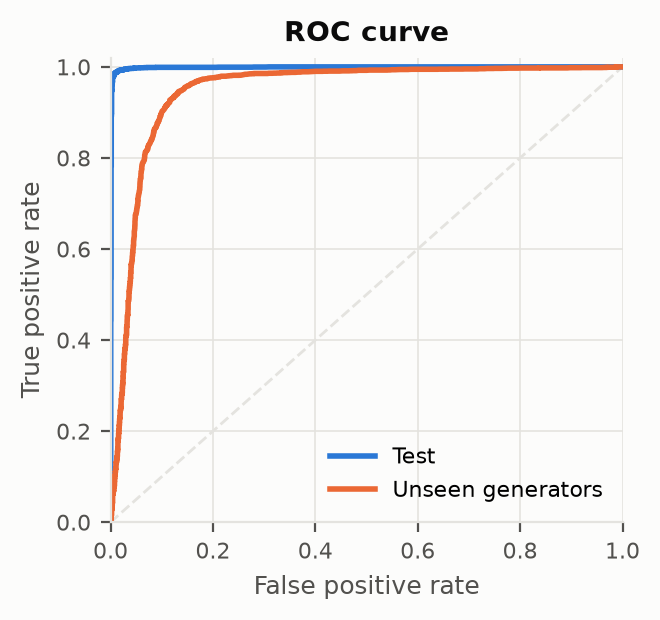 ROC curve
True positive rate
1.0
0.8
0.6
0.4
0.2
0.0
Test
Unseen generators
0.0 0.2 0.4 0.6 0.8 1.0
False positive rate